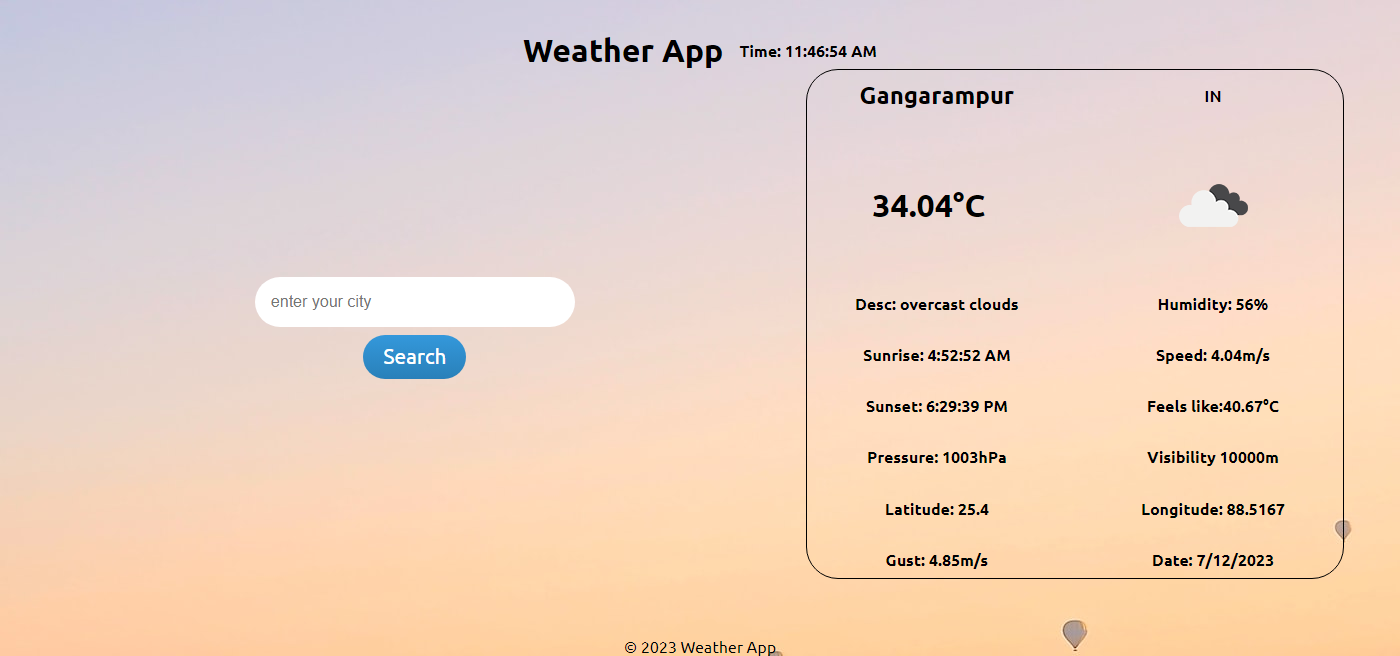 Weather App Time: 11:46:54 AM
Gangarampur IN
34.04°C
enter your city
Search
Desc: overcast clouds Humidity: 56%
Sunrise: 4:52:52 AM Speed: 4.04m/s
Sunset: 6:29:39 PM Feels like:40.67°C
Pressure: 1003hPa Visibility 10000m
Latitude: 25.4 Longitude: 88.5167
Gust: 4.85m/s Date: 7/12/2023
© 2023 Weather App